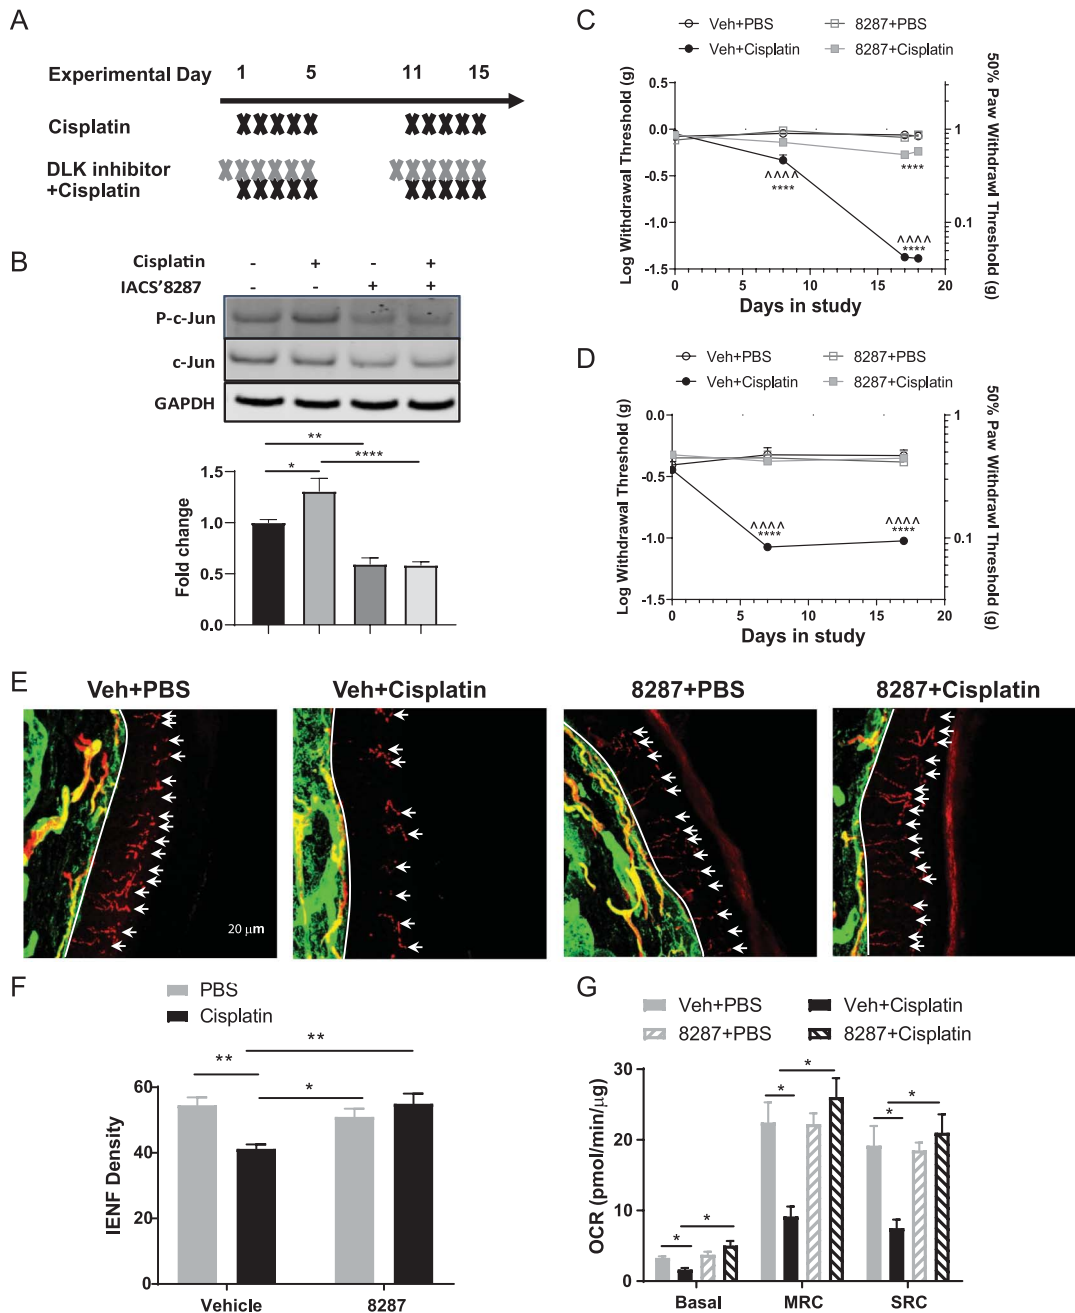 A
Experimental Day 1 5 11 15
Cisplatin
DLK inhibitor
+Cisplatin
B
Cisplatin - + - +
IACS'8287 - - + +
P-c-Jun
c-Jun
GAPDH
**
* ****
Fold change
1.5
1.0
0.5
0.0
C
Veh+PBS 8287+PBS
Veh+Cisplatin 8287+Cisplatin
Log Withdrawal Threshold (g)
0.5
0.0
-0.5
-1.0
-1.5
50% Paw Withdrawl Threshold (g)
1
0.1
^^^^
****
****
^^^^
****
0 5 10 15 20
Days in study
D
Veh+PBS 8287+PBS
Veh+Cisplatin 8287+Cisplatin
Log Withdrawal Threshold (g)
0.0
-0.5
-1.0
-1.5
50% Paw Withdrawl Threshold (g)
1
0.1
^^^^
****
^^^^
****
0 5 10 15 20
Days in study
E
Veh+PBS Veh+Cisplatin 8287+PBS 8287+Cisplatin
20 μm
F
PBS
Cisplatin
**
**
*
IENF Density
60
40
20
0
Vehicle 8287
G
Veh+PBS Veh+Cisplatin
8287+PBS 8287+Cisplatin
OCR (pmol/min/μg)
30
20
10
0
* *
* *
* *
Basal MRC SRC